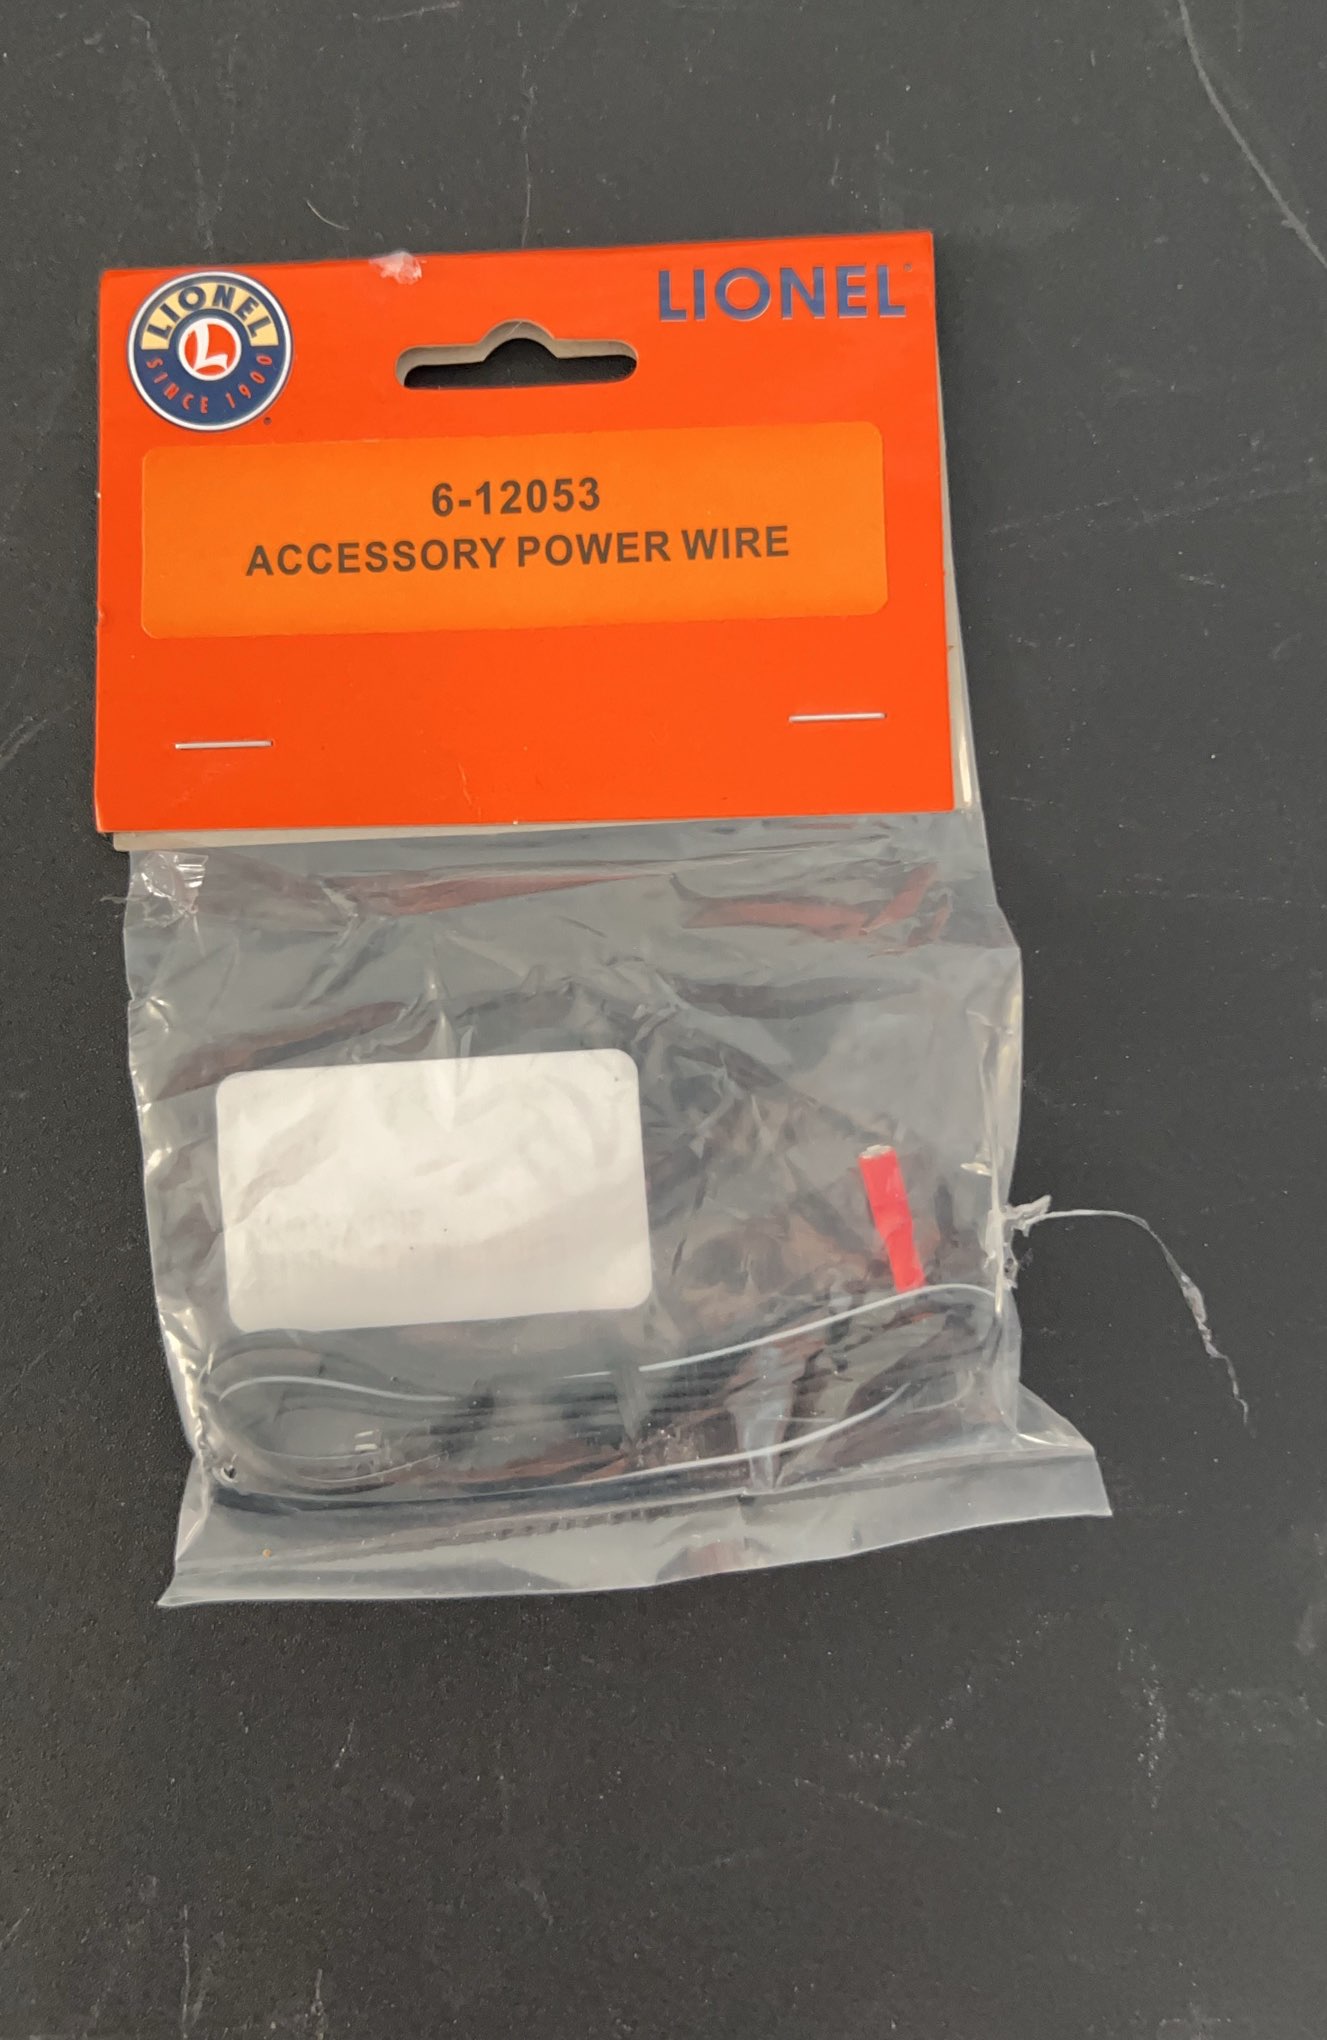 LIONEL
L
SINCE 1900
LIONEL
6-12053
ACCESSORY POWER WIRE